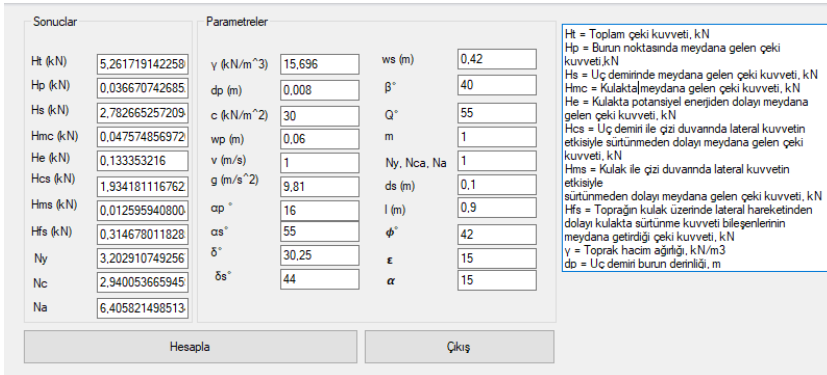 Sonuclar
Ht (kN) 5,261719142258
Hp (kN) 0,036670742685
Hs (kN) 2,782665257209
Hmc (kN) 0,047574856972
He (kN) 0,133353216
Hcs (kN) 1,934181116762
Hms (kN) 0,012595940800
Hfs (kN) 0,314678011828
Ny 3,202910749256
Nc 2,940053665945
Na 6,405821498513
Parametreler
γ (kN/m^3) 15,696
dp (m) 0,008
c (kN/m^2) 30
wp (m) 0,06
v (m/s) 1
g (m/s^2) 9,81
αp ° 16
αs° 55
δ° 30,25
δs° 44
ws (m) 0,42
β° 40
Q° 55
m 1
Ny, Nca, Na 1
ds (m) 0,1
l (m) 0,9
ϕ° 42
ε 15
α 15
Hesapla
Çıkış
Ht = Toplam çeki kuvveti, kN
Hp = Burun noktasında meydana gelen çeki
kuvveti,kN
Hs = Uç demirinde meydana gelen çeki kuvveti, kN
Hmc = Kulakta meydana gelen çeki kuvveti, kN
He = Kulakta potansiyel enerjiden dolayı meydana
gelen çeki kuvveti, kN
Hcs = Uç demiri ile çizi duvarında lateral kuvvetin
etkisiyle sürtünmeden dolayı meydana gelen çeki
kuvveti, kN
Hms = Kulak ile çizi duvarında lateral kuvvetin
etkisiyle
sürtünmeden dolayı meydana gelen çeki kuvveti, kN
Hfs = Toprağın kulak üzerinde lateral hareketinden
dolayı kulakta sürtünme kuvveti bileşenlerinin
meydana getirdiği çeki kuvveti, kN
γ = Toprak hacim ağırlığı, kN/m3
dp = Uç demiri burun derinliği, m